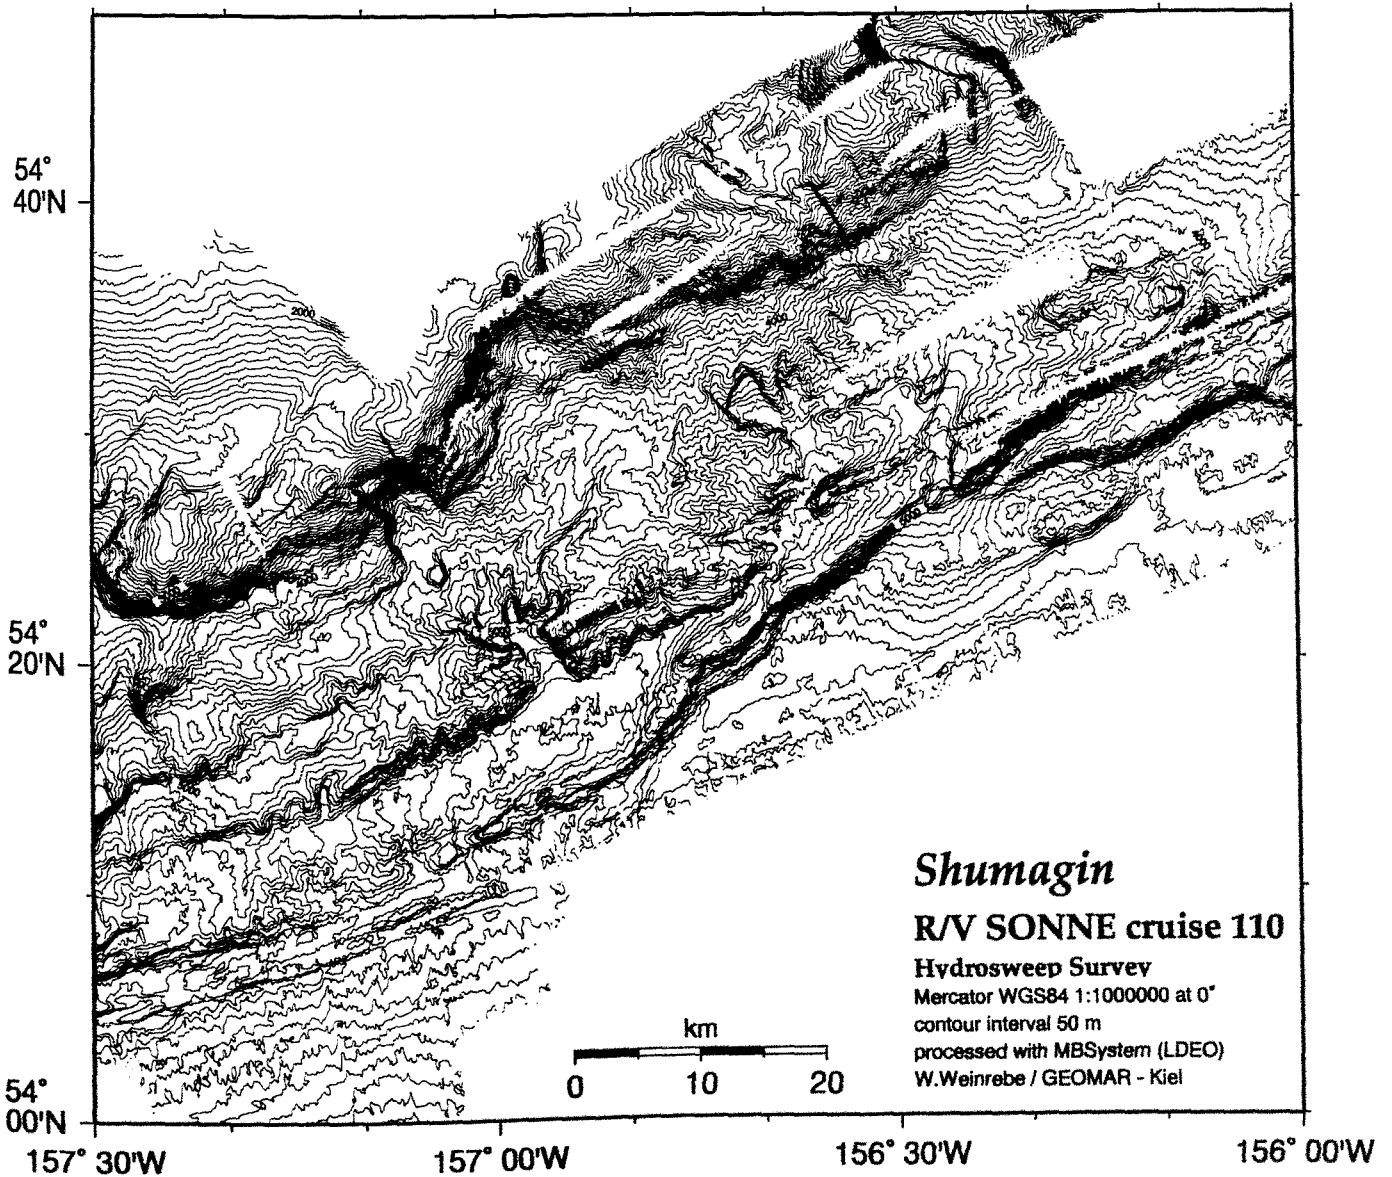 54°
40'N
2000
4000
54°
20'N
Shumagin
R/V SONNE cruise 110
Hydrosweep Survey
Mercator WGS84 1:1000000 at 0°
contour interval 50 m
processed with MBSystem (LDEO)
W.Weinrebe / GEOMAR - Kiel
km
0 10 20
54°
00'N
157° 30'W 157° 00'W 156° 30'W 156° 00'W